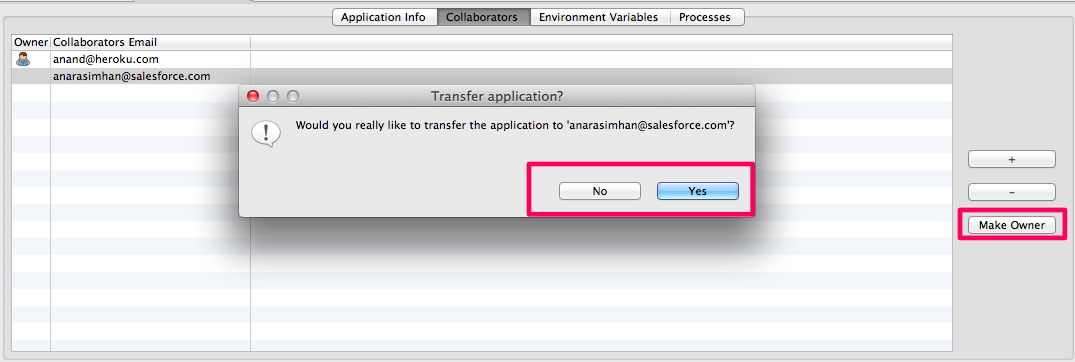 Application Info Collaborators Environment Variables Processes
Owner Collaborators Email
anand@heroku.com
anarasimhan@salesforce.com
Transfer application?
Would you really like to transfer the application to 'anarasimhan@salesforce.com'?
No Yes
+
-
Make Owner